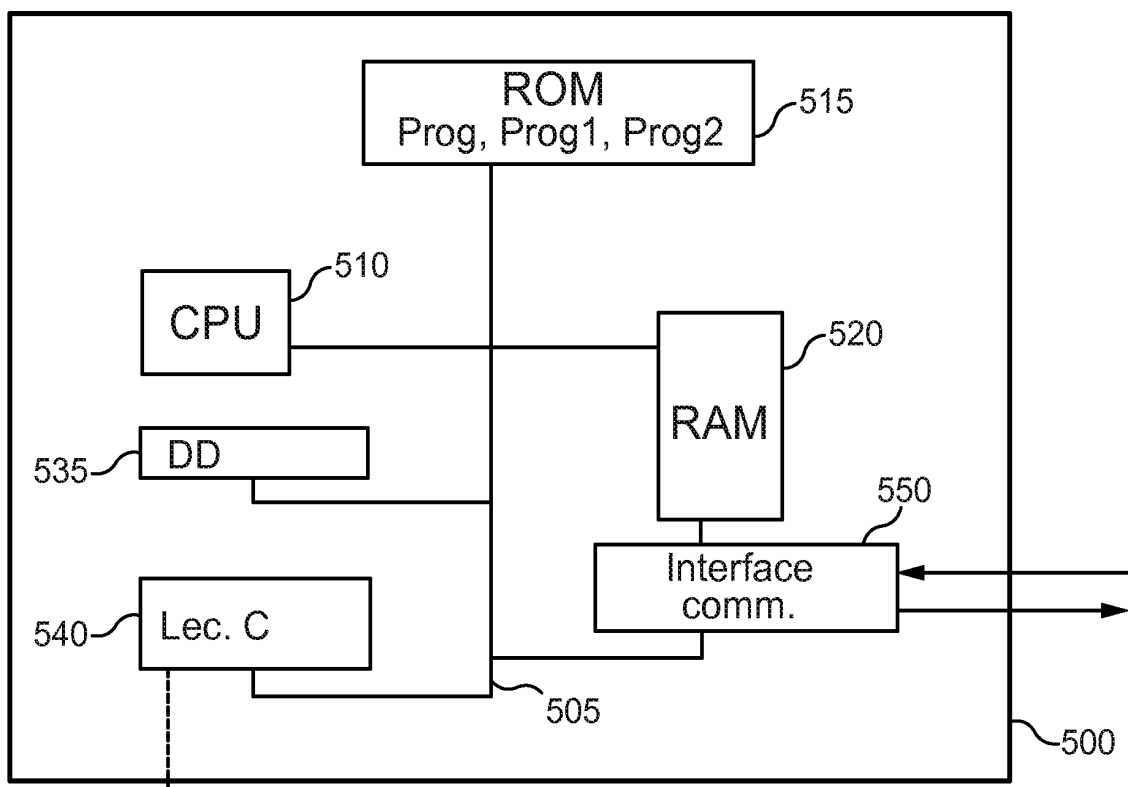 ROM
Prog, Prog1, Prog2
515
510
CPU
520
RAM
DD
535
550
Interface
comm.
Lec. C
540
505
500